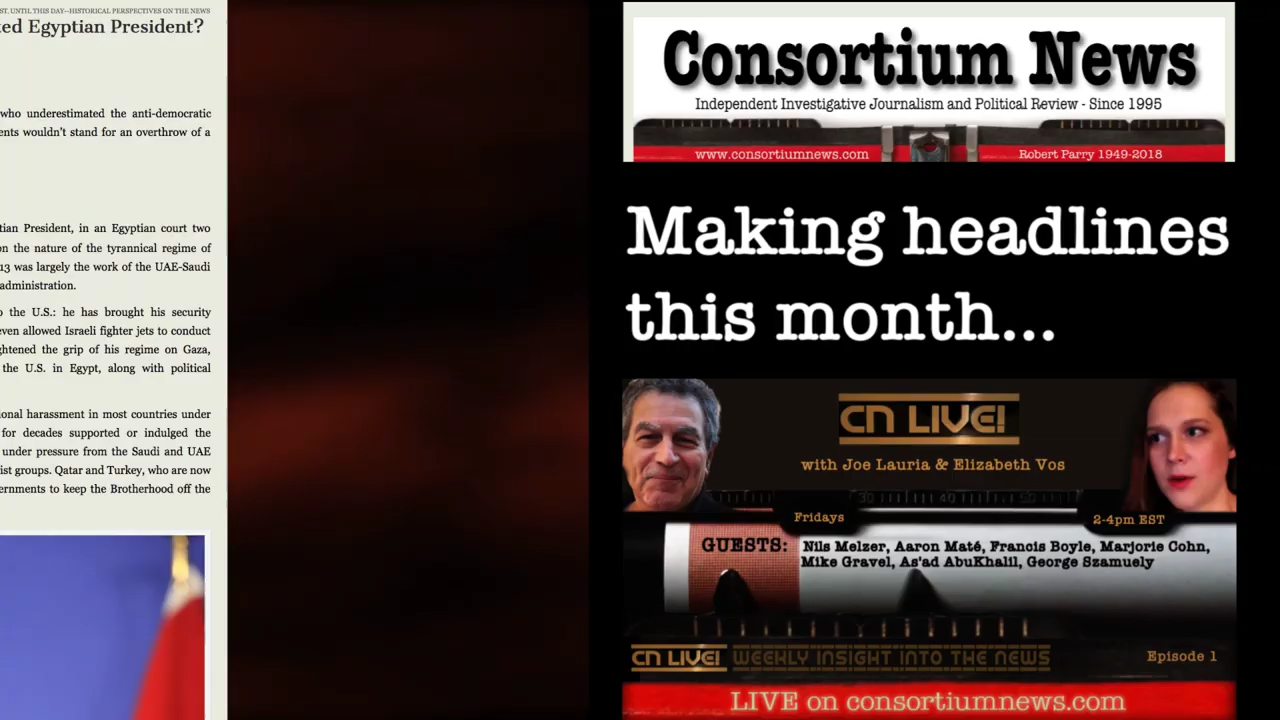 ST, UNTIL THIS DAY—HISTORICAL PERSPECTIVES ON THE NEWS
ted Egyptian President?
who underestimated the anti-democratic
ents wouldn't stand for an overthrow of a
tian President, in an Egyptian court two
on the nature of the tyrannical regime of
13 was largely the work of the UAE-Saudi
administration.
to the U.S.: he has brought his security
even allowed Israeli fighter jets to conduct
ghtened the grip of his regime on Gaza,
the U.S. in Egypt, along with political
ional harassment in most countries under
for decades supported or indulged the
under pressure from the Saudi and UAE
ist groups. Qatar and Turkey, who are now
ernments to keep the Brotherhood off the
Consortium News
Independent Investigative Journalism and Political Review - Since 1995
www.consortiumnews.com
Robert Parry 1949-2018
Making headlines
this month...
CN LIVE!
with Joe Lauria & Elizabeth Vos
Fridays
2-4pm EST
GUESTS: Nils Melzer, Aaron Maté, Francis Boyle, Marjorie Cohn,
Mike Gravel, As'ad AbuKhalil, George Szamuely
CN LIVE! WEEKLY INSIGHT INTO THE NEWS
Episode 1
LIVE on consortiumnews.com